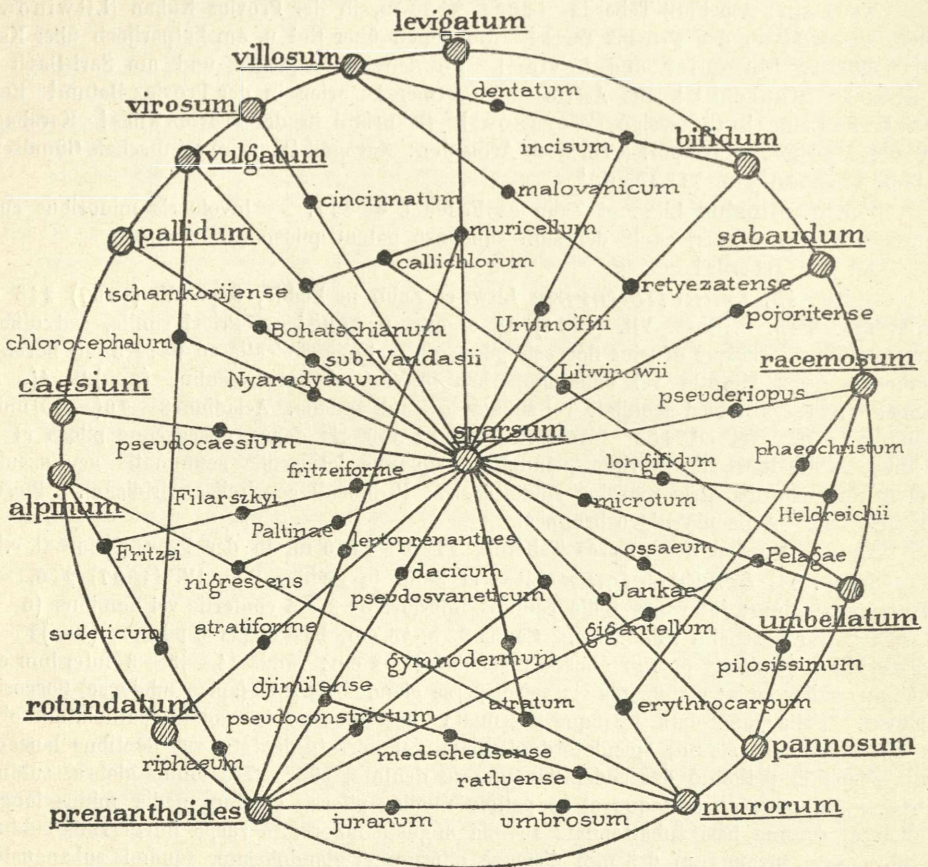 levigatum
villosum
dentatum
virosum
incisum
bifidum
vulgatum
malovanicum
cincinnatum
muricellum
pallidum
sabaudum
callichlorum
tschamkorijense
retyezatense
Urumoffii
pojoritense
Bohatschianum
chlorocephalum
sub-Vandasii
racemosum
Litwinowii
Nyaradyanum
caesium
pseuderiopus
pseudocaesium
sparsum
phaeochristum
longifidum
fritzeiforme
Filarszkyi
microtum
alpinum
Heldreichii
Paltinae
leptoprenanthes
ossaeum
Fritzei
Pelagae
dacicum
nigrescens
pseudosvaneticum
Jankae
umbellatum
sudeticum
atratiforme
gigantellum
gymnodermum
pilosissimum
djimilense
rotundatum
atratum
erythrocarpum
pseudoconstrictum
pannosum
medschedsense
riphaeum
ratluense
prenanthoides
murorum
juranum
umbrosum